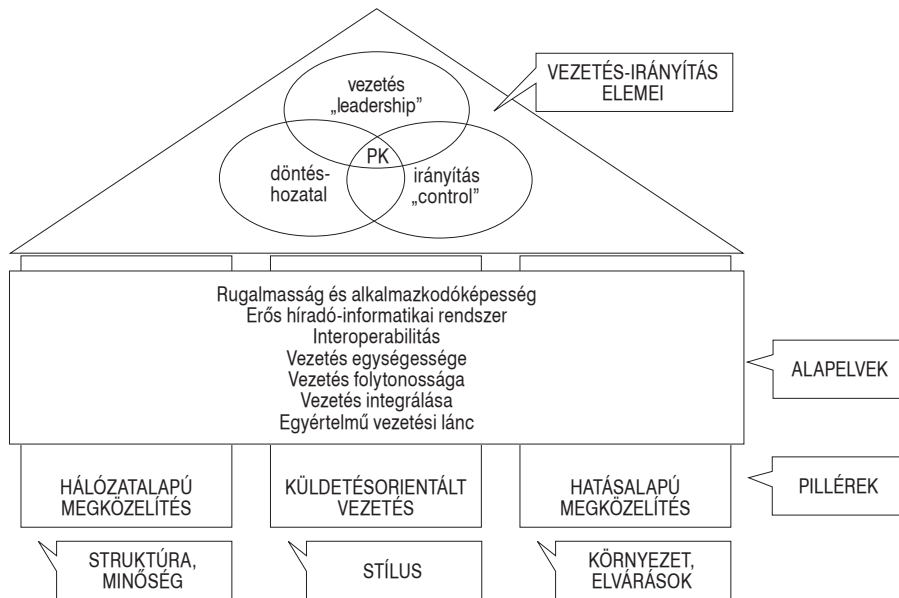 vezetés
„leadership”
VEZETÉS-IRÁNYÍTÁS
ELEMEI
PK
döntés-
hozatal
irányítás
„control”
Rugalmasság és alkalmazkodóképesség
Erős híradó-informatikai rendszer
Interoperabilitás
Vezetés egységessége
Vezetés folytonossága
Vezetés integrálása
Egyértelmű vezetési lánc
ALAPELVEK
HÁLÓZATALAPÚ
MEGKÖZELÍTÉS
KÜLDETÉSORIENTÁLT
VEZETÉS
HATÁSALAPÚ
MEGKÖZELÍTÉS
PILLÉREK
STRUKTÚRA,
MINŐSÉG
STÍLUS
KÖRNYEZET,
ELVÁRÁSOK